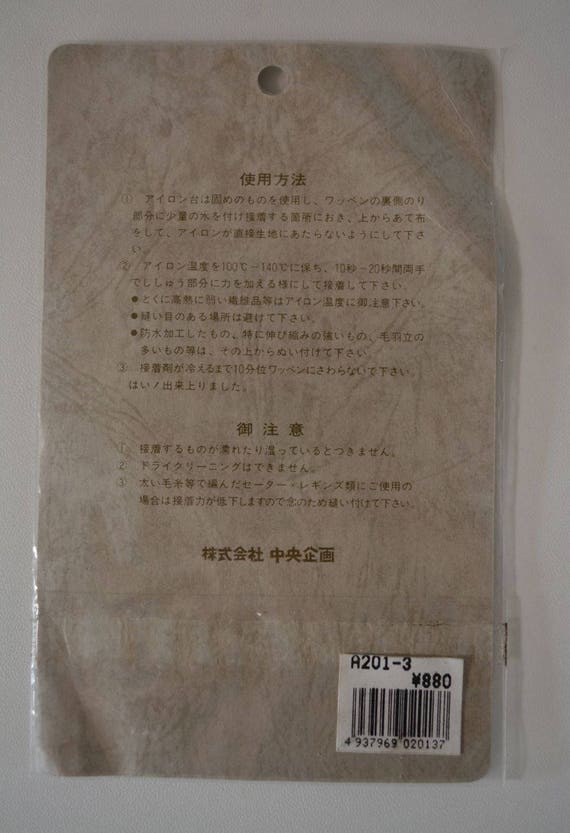 使用方法
① アイロン台は固めのものを使用し、ワッペンの裏側のり
部分に少量の水を付け接着する箇所におき、上からあて布
をして、アイロンが直接生地にあたらないようにして下さ
い。
② アイロン温度を100℃−140℃に保ち、10秒−20秒間両手
でししゅう部分に力を加える様にして接着して下さい。
●とくに高熱に弱い繊維品等はアイロン温度に御注意下さい。
●縫い目のある場所は避けて下さい。
●防水加工したもの、特に伸び縮みの強いもの、毛羽立の
多いもの等は、その上からぬい付けて下さい。
③ 接着剤が冷えるまで10分位ワッペンにさわらないで下さい。
はい!出来上りました。
御注意
① 接着するものが濡れたり湿っているとつきません。
② ドライクリーニングはできません。
③ 太い毛糸等で編んだセーター・レギンズ類にご使用の
場合は接着力が低下しますので念のため縫い付けて下さい。
株式会社 中央企画
A201-3
¥880
4 937969 020137